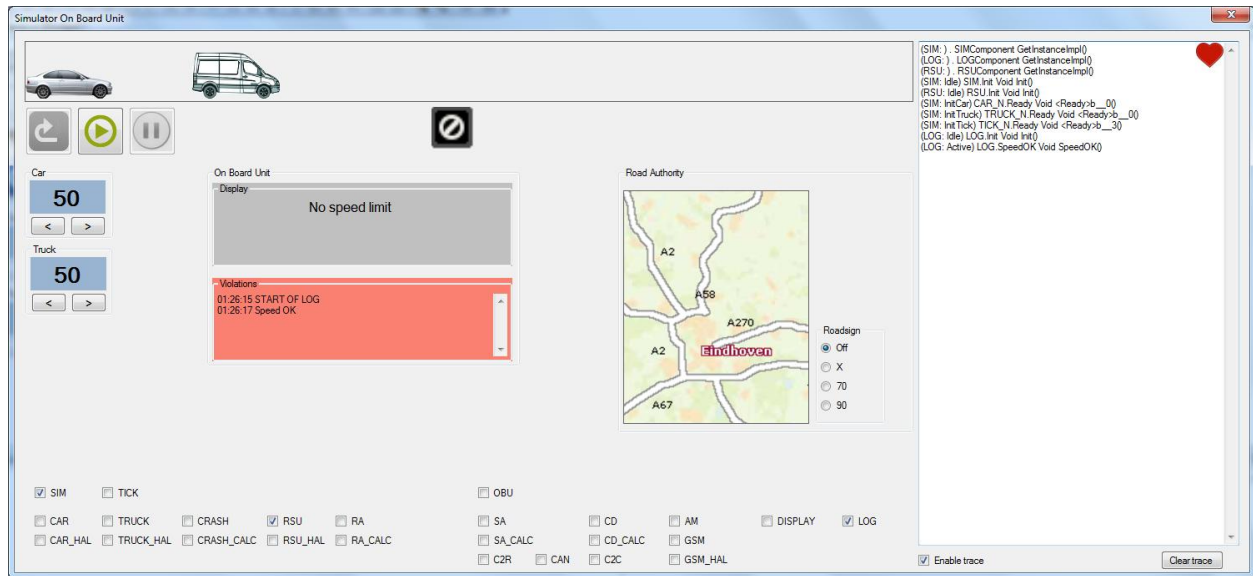 Simulator On Board Unit
x
(SIM: ) . SIMComponent GetInstanceImpl()
(LOG: ) . LOGComponent GetInstanceImpl()
(RSU: ) . RSUComponent GetInstanceImpl()
(SIM: Idle) SIM.Init Void Init()
(RSU: Idle) RSU.Init Void Init()
(SIM: InitCar) CAR_N.Ready Void <Ready>b__0()
(SIM: InitTruck) TRUCK_N.Ready Void <Ready>b__0()
(SIM: InitTick) TICK_N.Ready Void <Ready>b__3()
(LOG: Idle) LOG.Init Void Init()
(LOG: Active) LOG.SpeedOK Void SpeedOK()
Car
50
< >
Truck
50
< >
On Board Unit
Display
No speed limit
Violations
01:26:15 START OF LOG
01:26:17 Speed OK
Road Authority
A2
A58
A270
A2
Eindhoven
A67
Roadsign
Off
X
70
90
SIM TICK OBU
CAR TRUCK CRASH RSU RA SA CD AM DISPLAY LOG
CAR_HAL TRUCK_HAL CRASH_CALC RSU_HAL RA_CALC SA_CALC CD_CALC GSM
C2R CAN C2C GSM_HAL
Enable trace
Clear trace